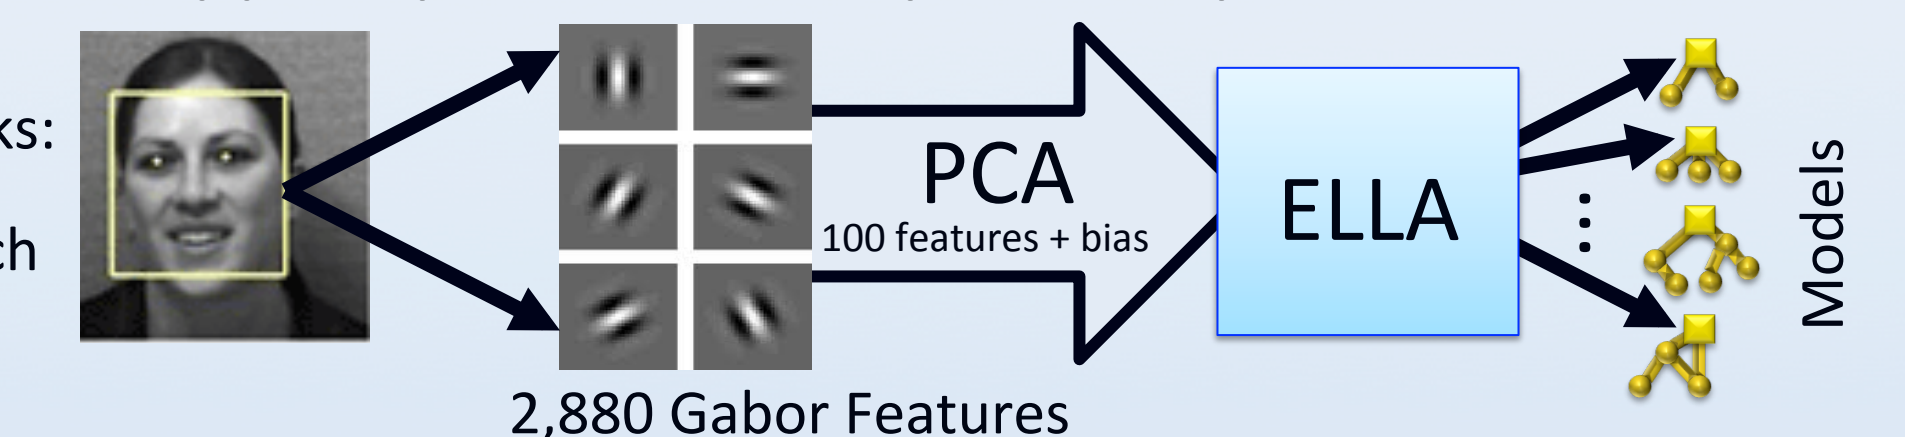 ks:
ch
PCA
100 features + bias
2,880 Gabor Features
ELLA
Models